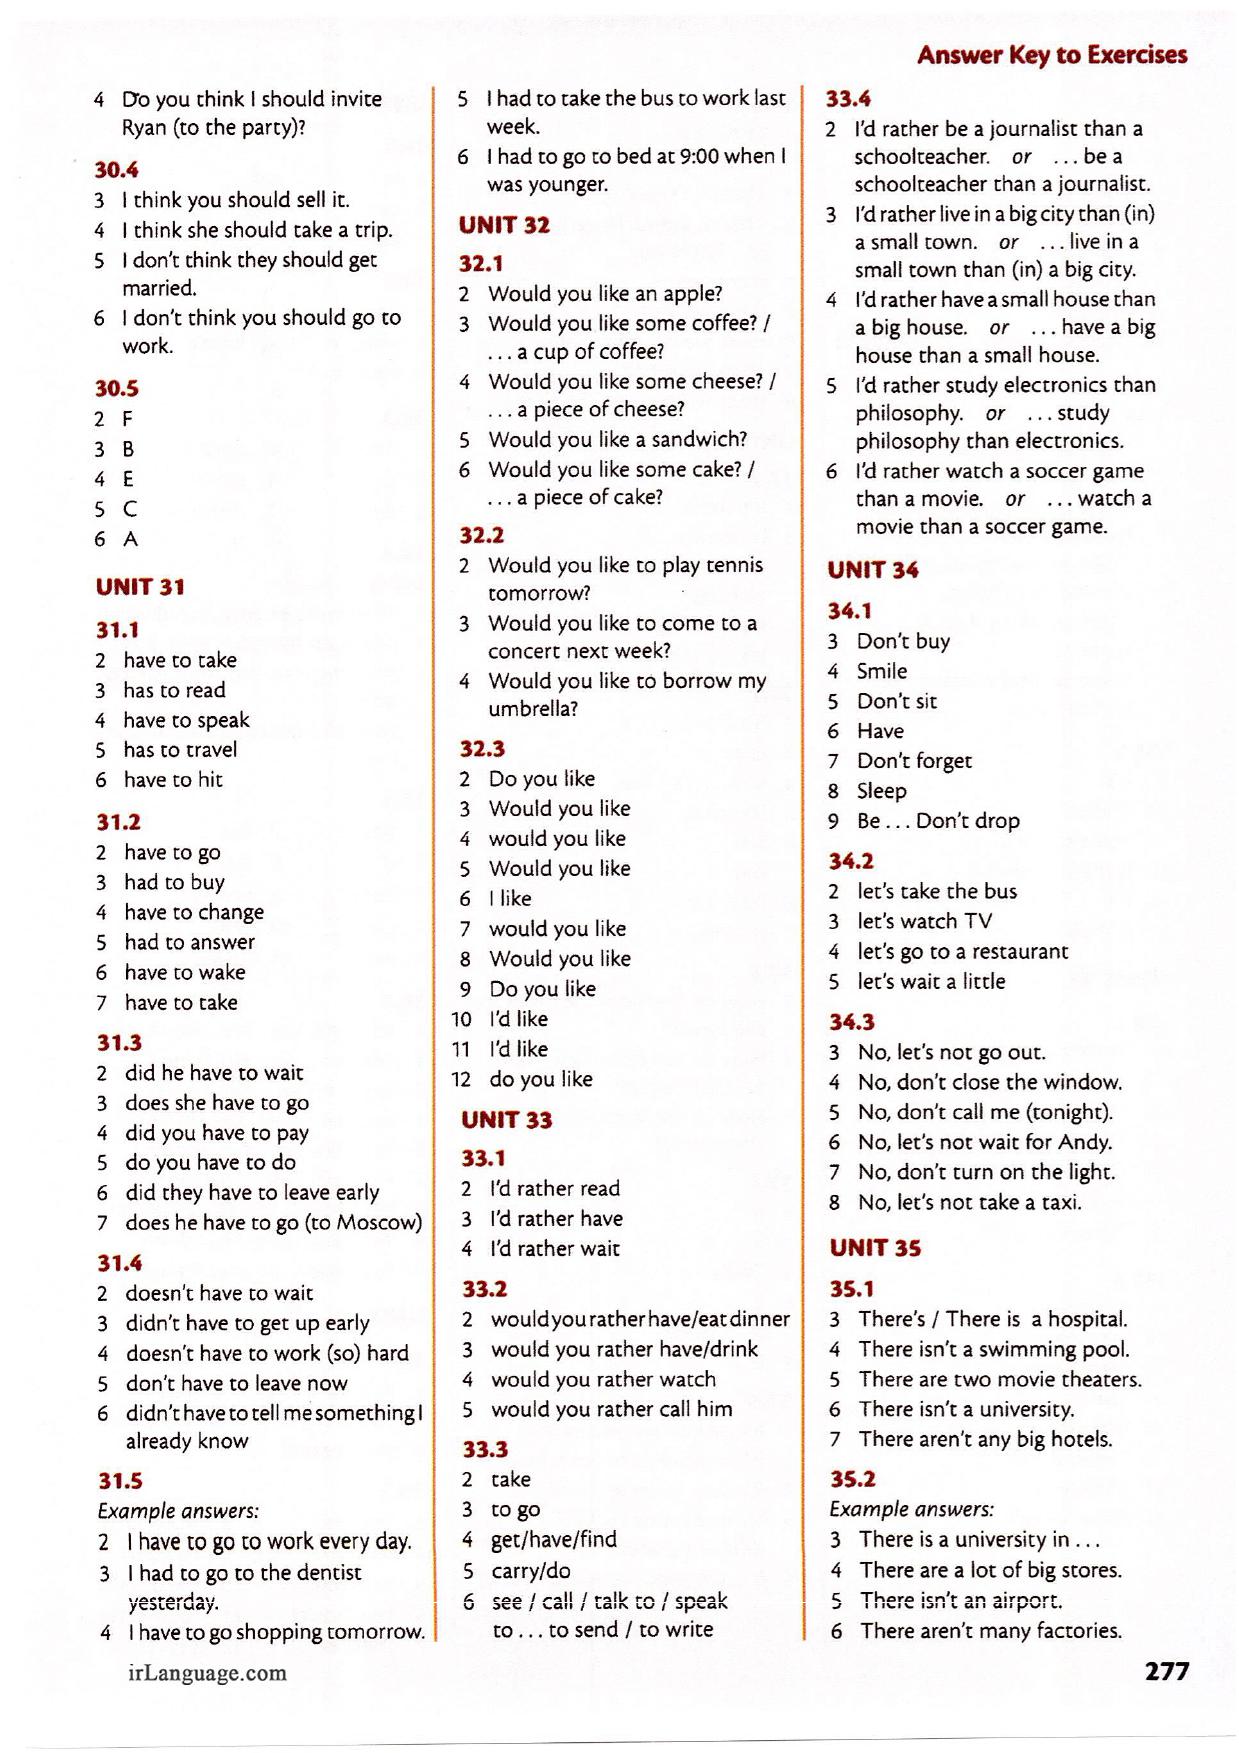 Answer Key to Exercises
4 Do you think I should invite
Ryan (to the party)?
30.4
3 I think you should sell it.
4 I think she should take a trip.
5 I don't think they should get
married.
6 I don't think you should go to
work.
30.5
2 F
3 B
4 E
5 C
6 A
UNIT 31
31.1
2 have to take
3 has to read
4 have to speak
5 has to travel
6 have to hit
31.2
2 have to go
3 had to buy
4 have to change
5 had to answer
6 have to wake
7 have to take
31.3
2 did he have to wait
3 does she have to go
4 did you have to pay
5 do you have to do
6 did they have to leave early
7 does he have to go (to Moscow)
31.4
2 doesn't have to wait
3 didn't have to get up early
4 doesn't have to work (so) hard
5 don't have to leave now
6 didn't have to tell me something I
already know
31.5
Example answers:
2 I have to go to work every day.
3 I had to go to the dentist
yesterday.
4 I have to go shopping tomorrow.
5 I had to take the bus to work last
week.
6 I had to go to bed at 9:00 when I
was younger.
UNIT 32
32.1
2 Would you like an apple?
3 Would you like some coffee? /
. . . a cup of coffee?
4 Would you like some cheese? /
. . . a piece of cheese?
5 Would you like a sandwich?
6 Would you like some cake? /
. . . a piece of cake?
32.2
2 Would you like to play tennis
tomorrow?
3 Would you like to come to a
concert next week?
4 Would you like to borrow my
umbrella?
32.3
2 Do you like
3 Would you like
4 would you like
5 Would you like
6 I like
7 would you like
8 Would you like
9 Do you like
10 I'd like
11 I'd like
12 do you like
UNIT 33
33.1
2 I'd rather read
3 I'd rather have
4 I'd rather wait
33.2
2 would you rather have/eat dinner
3 would you rather have/drink
4 would you rather watch
5 would you rather call him
33.3
2 take
3 to go
4 get/have/find
5 carry/do
6 see / call / talk to / speak
to . . . to send / to write
33.4
2 I'd rather be a journalist than a
schoolteacher. or . . . be a
schoolteacher than a journalist.
3 I'd rather live in a big city than (in)
a small town. or . . . live in a
small town than (in) a big city.
4 I'd rather have a small house than
a big house. or . . . have a big
house than a small house.
5 I'd rather study electronics than
philosophy. or . . . study
philosophy than electronics.
6 I'd rather watch a soccer game
than a movie. or . . . watch a
movie than a soccer game.
UNIT 34
34.1
3 Don't buy
4 Smile
5 Don't sit
6 Have
7 Don't forget
8 Sleep
9 Be . . . Don't drop
34.2
2 let's take the bus
3 let's watch TV
4 let's go to a restaurant
5 let's wait a little
34.3
3 No, let's not go out.
4 No, don't close the window.
5 No, don't call me (tonight).
6 No, let's not wait for Andy.
7 No, don't turn on the light.
8 No, let's not take a taxi.
UNIT 35
35.1
3 There's / There is a hospital.
4 There isn't a swimming pool.
5 There are two movie theaters.
6 There isn't a university.
7 There aren't any big hotels.
35.2
Example answers:
3 There is a university in . . .
4 There are a lot of big stores.
5 There isn't an airport.
6 There aren't many factories.
irLanguage.com
277